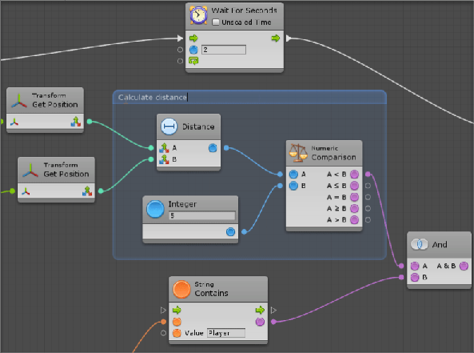 Wait For Seconds
Unscaled Time
2
Calculate distance
Transform
Get Position
Transform
Get Position
Distance
A
B
Integer
5
Numeric
Comparison
A A < B
B A ≤ B
A = B
A ≥ B
A > B
And
A A & B
B
String
Contains
Value Player